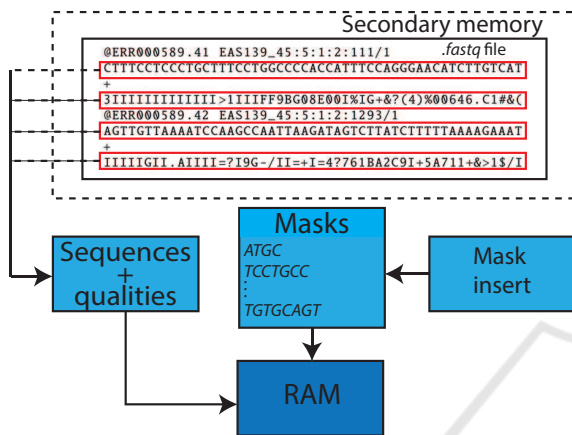 Secondary memory
@ERR000589.41 EAS139_45:5:1:2:111/1 .fastq file
CTTTCCTCCCTGCTTTCCTGGCCCCACCATTTCCAGGGAACATCTTGTCAT
+
3IIIIIIIIIIIII>1IIIIFF9BG08E00I%IG+&?(4)%00646.C1#&(
@ERR000589.42 EAS139_45:5:1:2:1293/1
AGTTGTTAAAATCCAAGCCAATTAAGATAGTCTTATCTTTTTAAAAGAAAT
+
IIIIIGII.AIIII=?I9G-/II=+I=4?761BA2C9I+5A711+&>1$/I
Sequences
+
qualities
Masks
ATGC
TCCTGCC
⋮
TGTGCAGT
Mask
insert
RAM